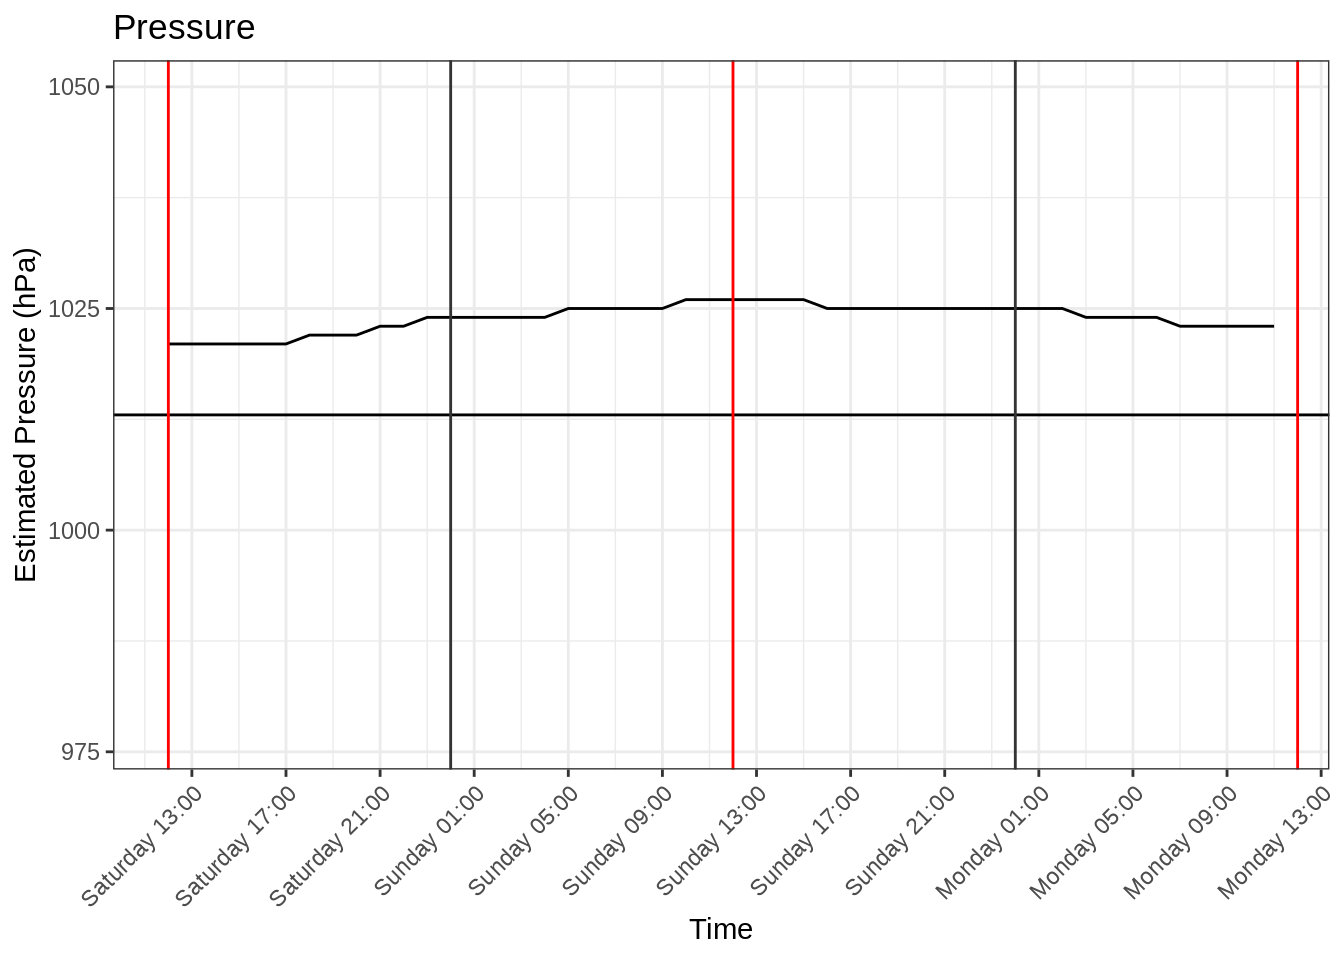 Pressure
Estimated Pressure (hPa)
1050
1025
1000
975
Saturday 13:00
Saturday 17:00
Saturday 21:00
Sunday 01:00
Sunday 05:00
Sunday 09:00
Sunday 13:00
Sunday 17:00
Sunday 21:00
Monday 01:00
Monday 05:00
Monday 09:00
Monday 13:00
Time